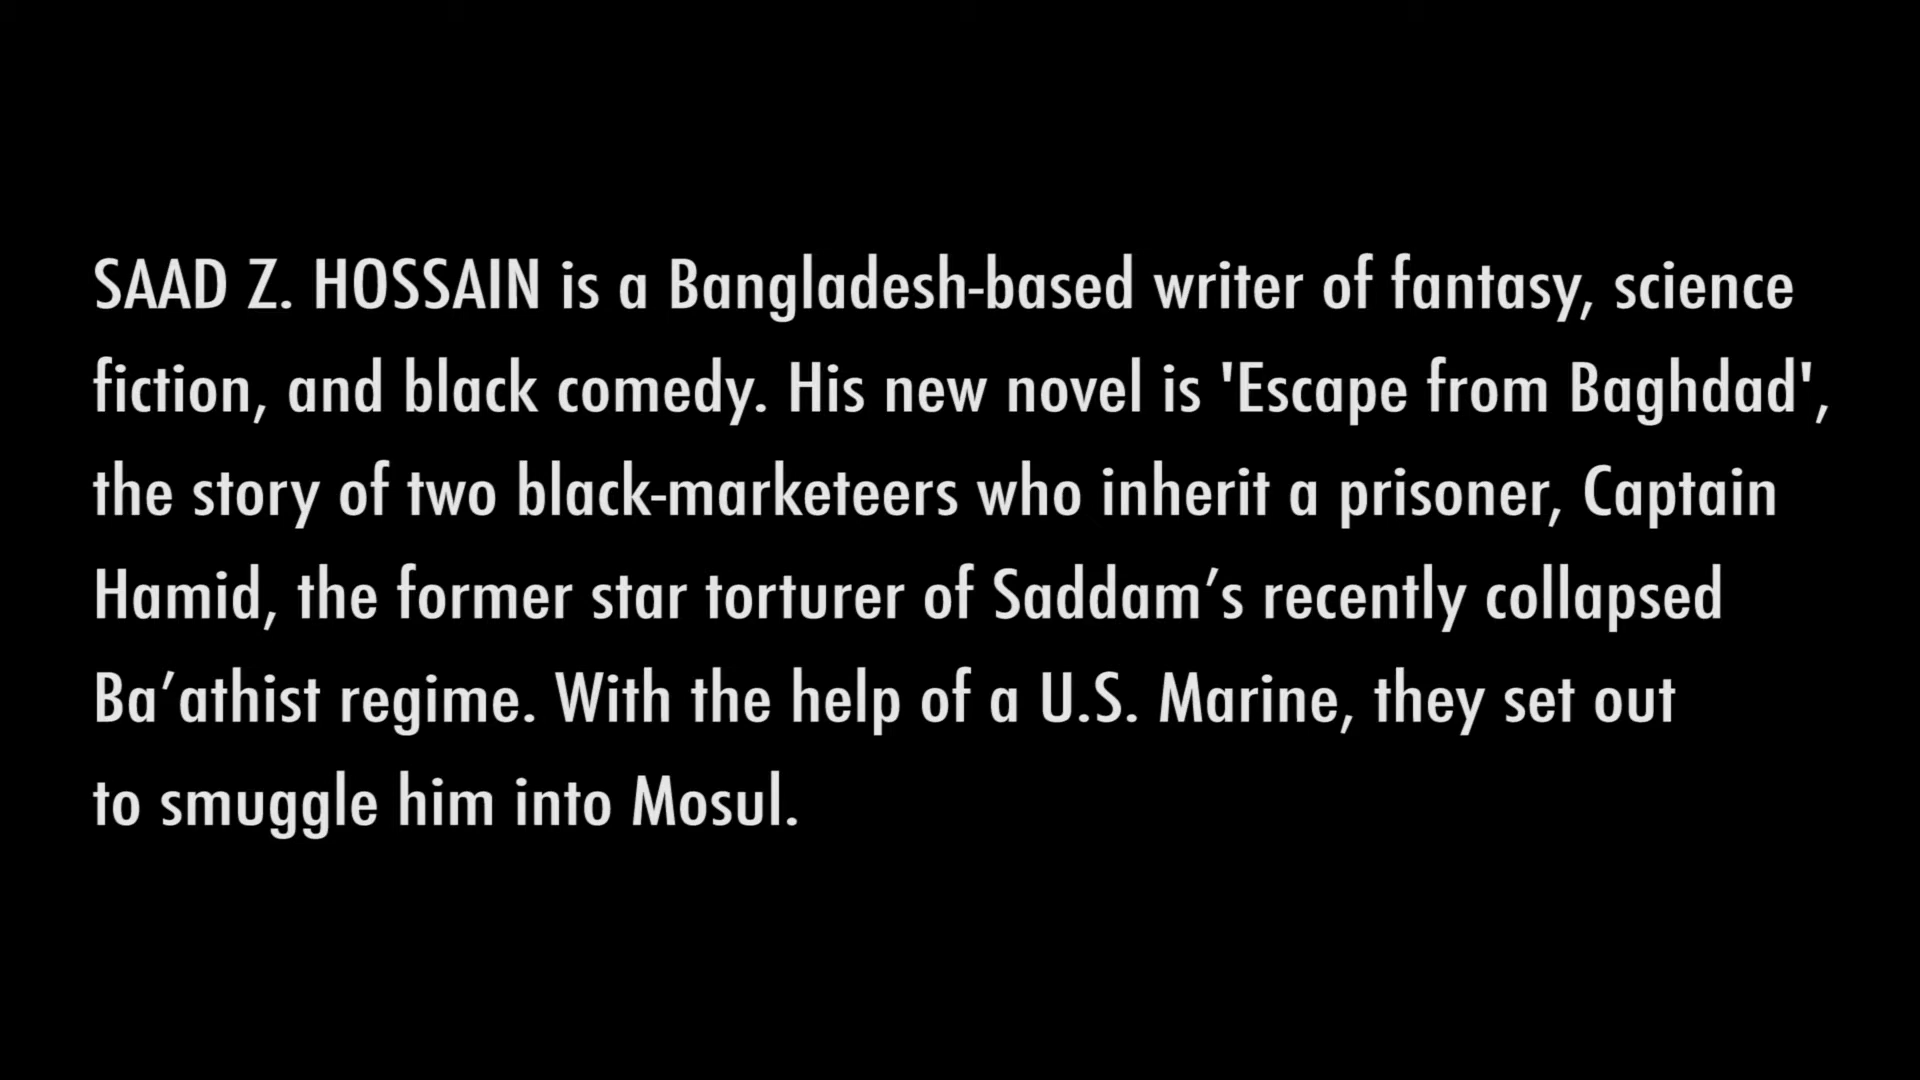 SAAD Z. HOSSAIN is a Bangladesh-based writer of fantasy, science
fiction, and black comedy. His new novel is 'Escape from Baghdad',
the story of two black-marketeers who inherit a prisoner, Captain
Hamid, the former star torturer of Saddam’s recently collapsed
Ba’athist regime. With the help of a U.S. Marine, they set out
to smuggle him into Mosul.